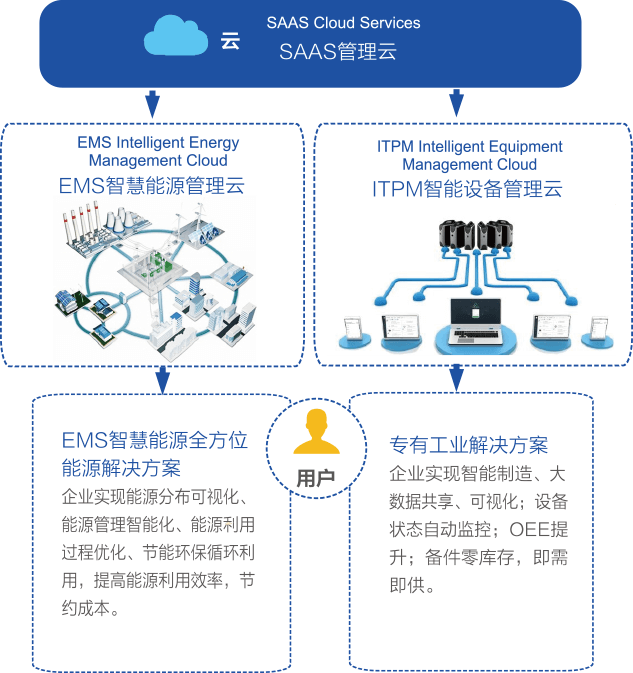 SAAS Cloud Services
云
SAAS管理云
EMS Intelligent Energy
Management Cloud
EMS智慧能源管理云
ITPM Intelligent Equipment
Management Cloud
ITPM智能设备管理云
EMS智慧能源全方位
能源解决方案
企业实现能源分布可视化、
能源管理智能化、能源利用
过程优化、节能环保循环利
用，提高能源利用效率，节
约成本。
用户
专有工业解决方案
企业实现智能制造、大
数据共享、可视化；设备
状态自动监控；OEE提
升；备件零库存，即需
即供。